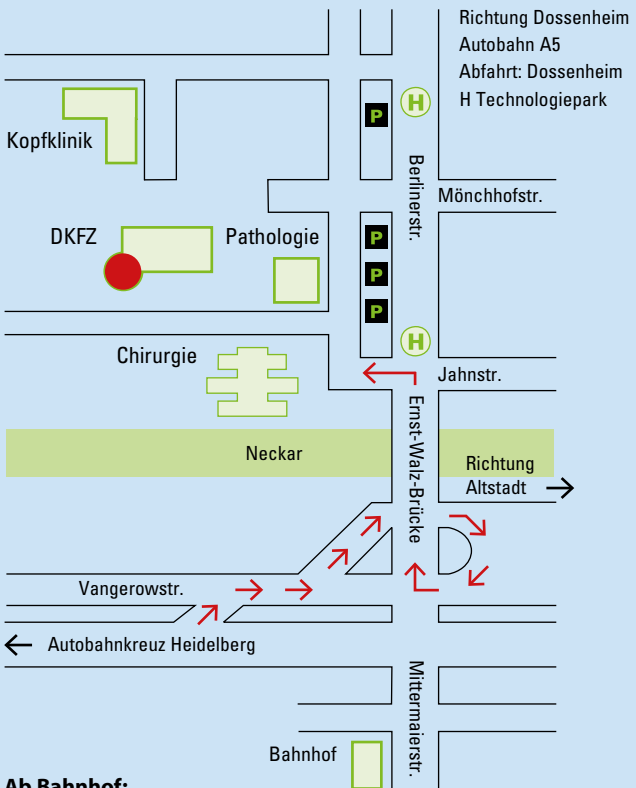 Richtung Dossenheim
Autobahn A5
Abfahrt: Dossenheim
H Technologiepark
H
P
Kopfklinik
Berlinerstr.
Mönchhofstr.
DKFZ
Pathologie
P
P
P
H
Chirurgie
Jahnstr.
Ernst-Walz-Brücke
Neckar
Richtung
Altstadt
Vangerowstr.
Autobahnkreuz Heidelberg
Mittermaierstr.
Bahnhof
Ab Bahnhof: